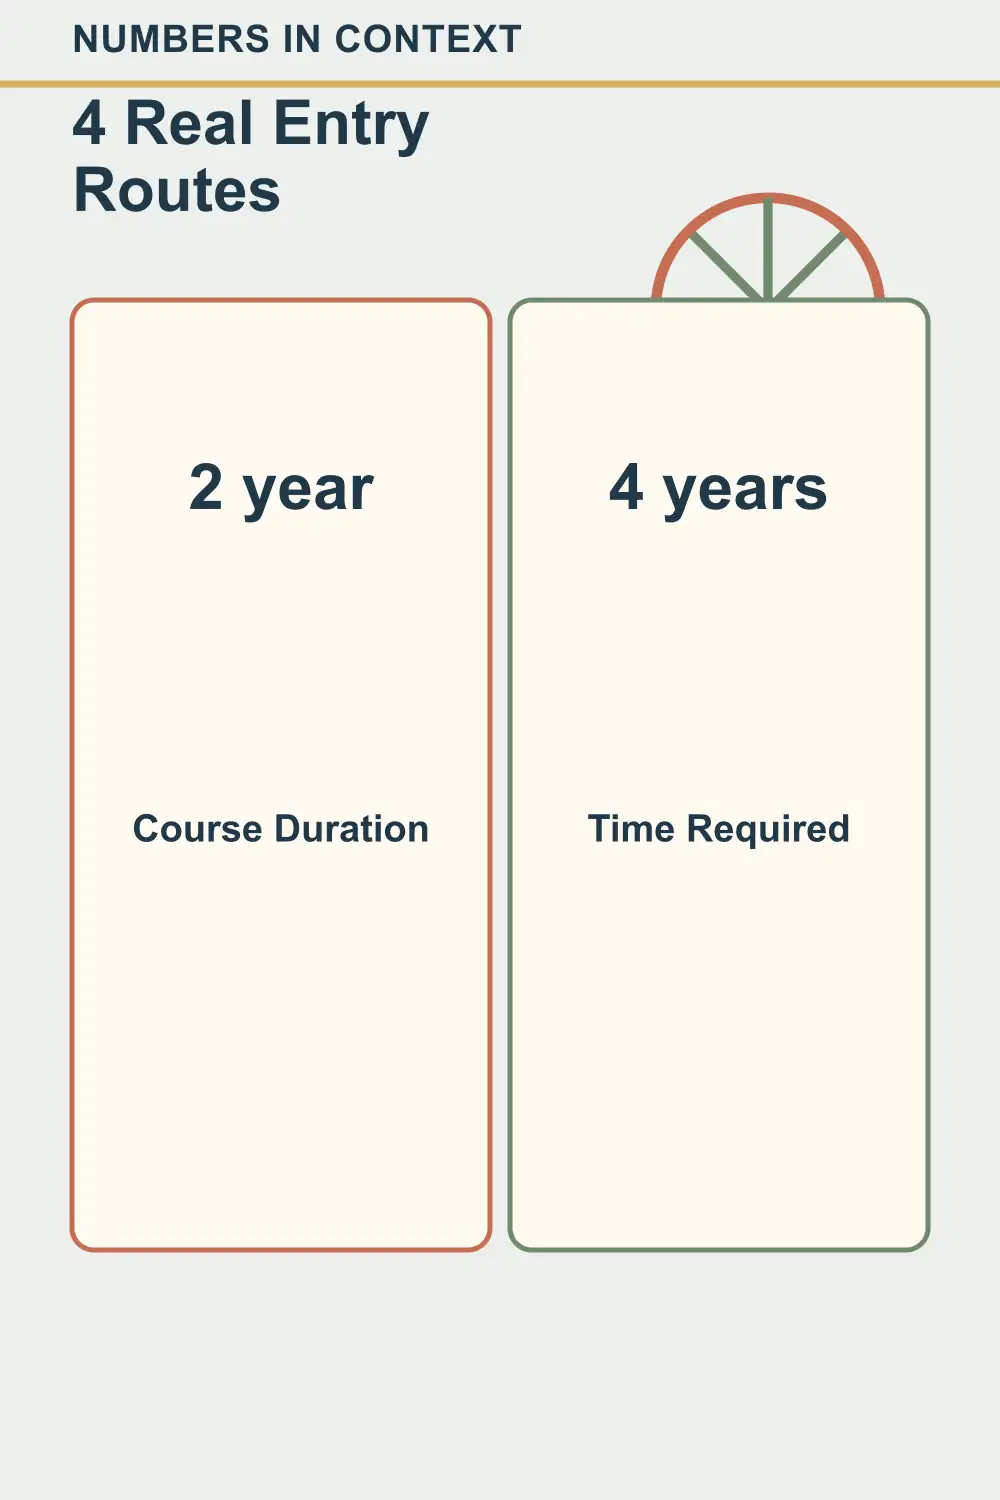 NUMBERS IN CONTEXT
4 Real Entry
Routes
2 year
Course Duration
4 years
Time Required